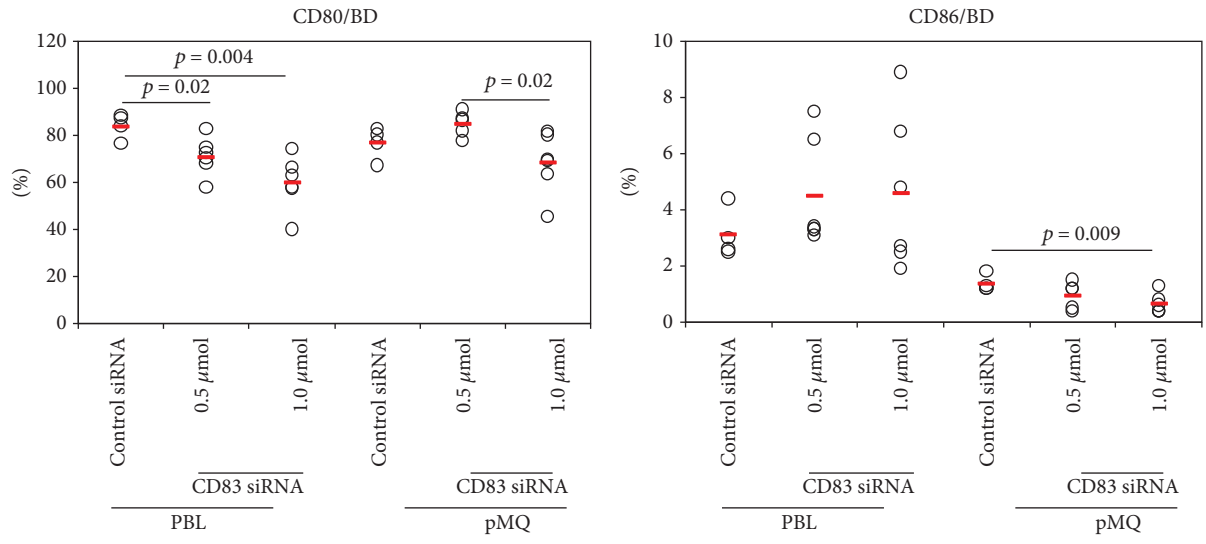 CD80/BD
120
100
80
60
40
20
0
(%)
p = 0.004
p = 0.02
p = 0.02
Control siRNA
0.5 µmol
1.0 µmol
Control siRNA
0.5 µmol
1.0 µmol
CD83 siRNA
CD83 siRNA
PBL
pMQ
CD86/BD
10
8
6
4
2
0
(%)
p = 0.009
Control siRNA
0.5 µmol
1.0 µmol
Control siRNA
0.5 µmol
1.0 µmol
CD83 siRNA
CD83 siRNA
PBL
pMQ